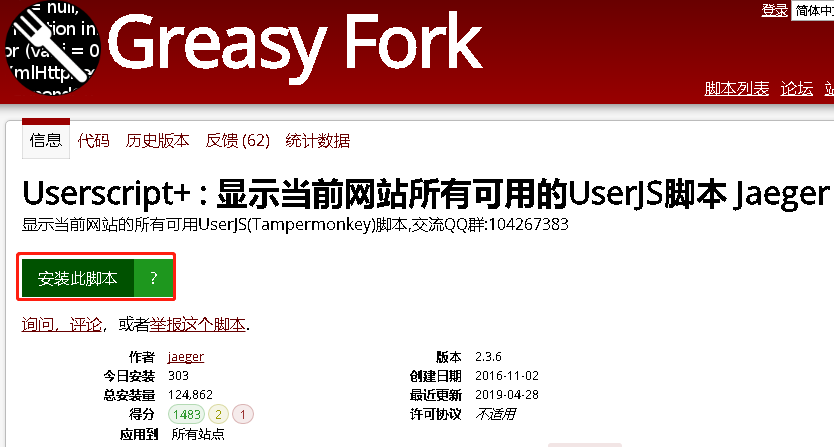 = null,
nction in
or (var i = 0
XmlHttpRe
Greasy Fork
登录 简体中文
脚本列表 论坛 站
信息 代码 历史版本 反馈 (62) 统计数据
Userscript+ : 显示当前网站所有可用的UserJS脚本 Jaeger
显示当前网站的所有可用UserJS(Tampermonkey)脚本,交流QQ群:104267383
安装此脚本 ?
询问，评论，或者举报这个脚本.
作者 jaeger 版本 2.3.6
今日安装 303 创建日期 2016-11-02
总安装量 124,862 最近更新 2019-04-28
得分 1483 2 1 许可协议 不适用
应用到 所有站点